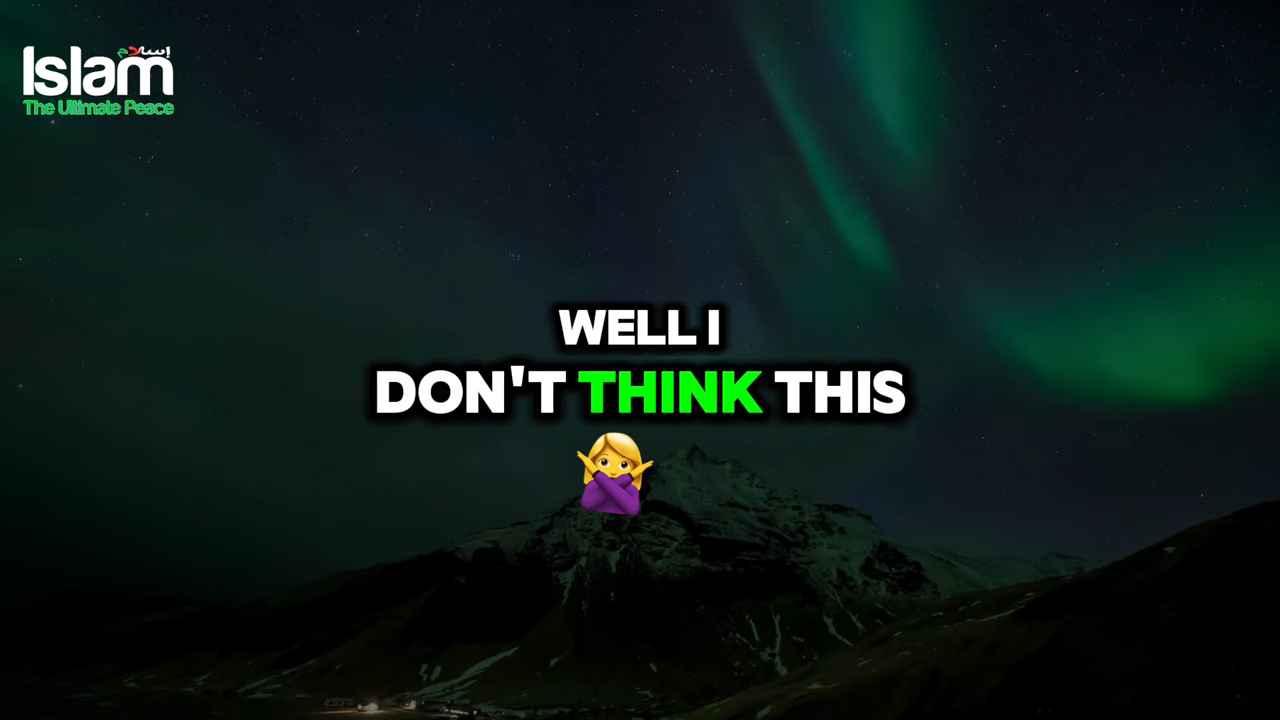 إسلام
Islam
The Ultimate Peace
WELL I
DON'T THINK THIS